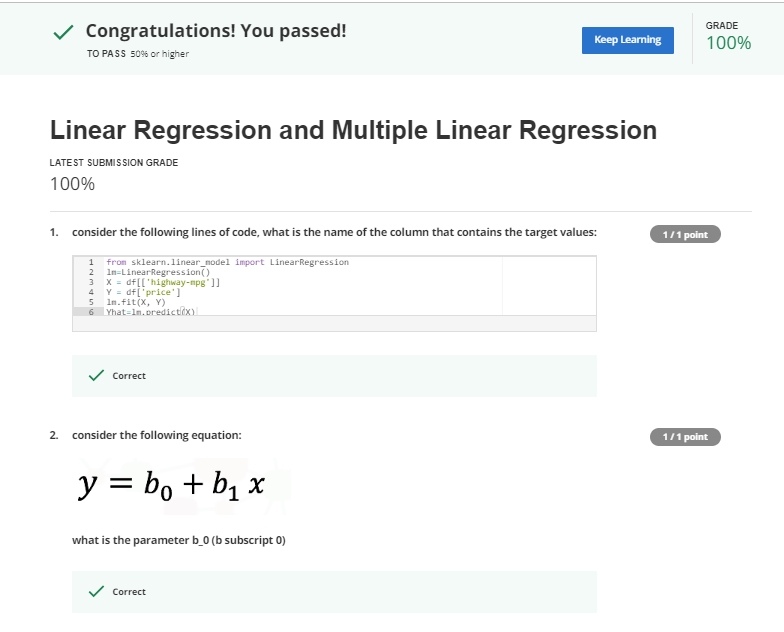 Congratulations! You passed!
TO PASS 50% or higher
Keep Learning
GRADE
100%
Linear Regression and Multiple Linear Regression
LATEST SUBMISSION GRADE
100%
1. consider the following lines of code, what is the name of the column that contains the target values:
1 / 1 point
1 from sklearn.linear_model import LinearRegression
2 lm=LinearRegression()
3 X = df[['highway-mpg']]
4 Y = df['price']
5 lm.fit(X, Y)
6 Yhat=lm.predict(X)
Correct
2. consider the following equation:
1 / 1 point
y = b₀ + b₁ x
what is the parameter b_0 (b subscript 0)
Correct